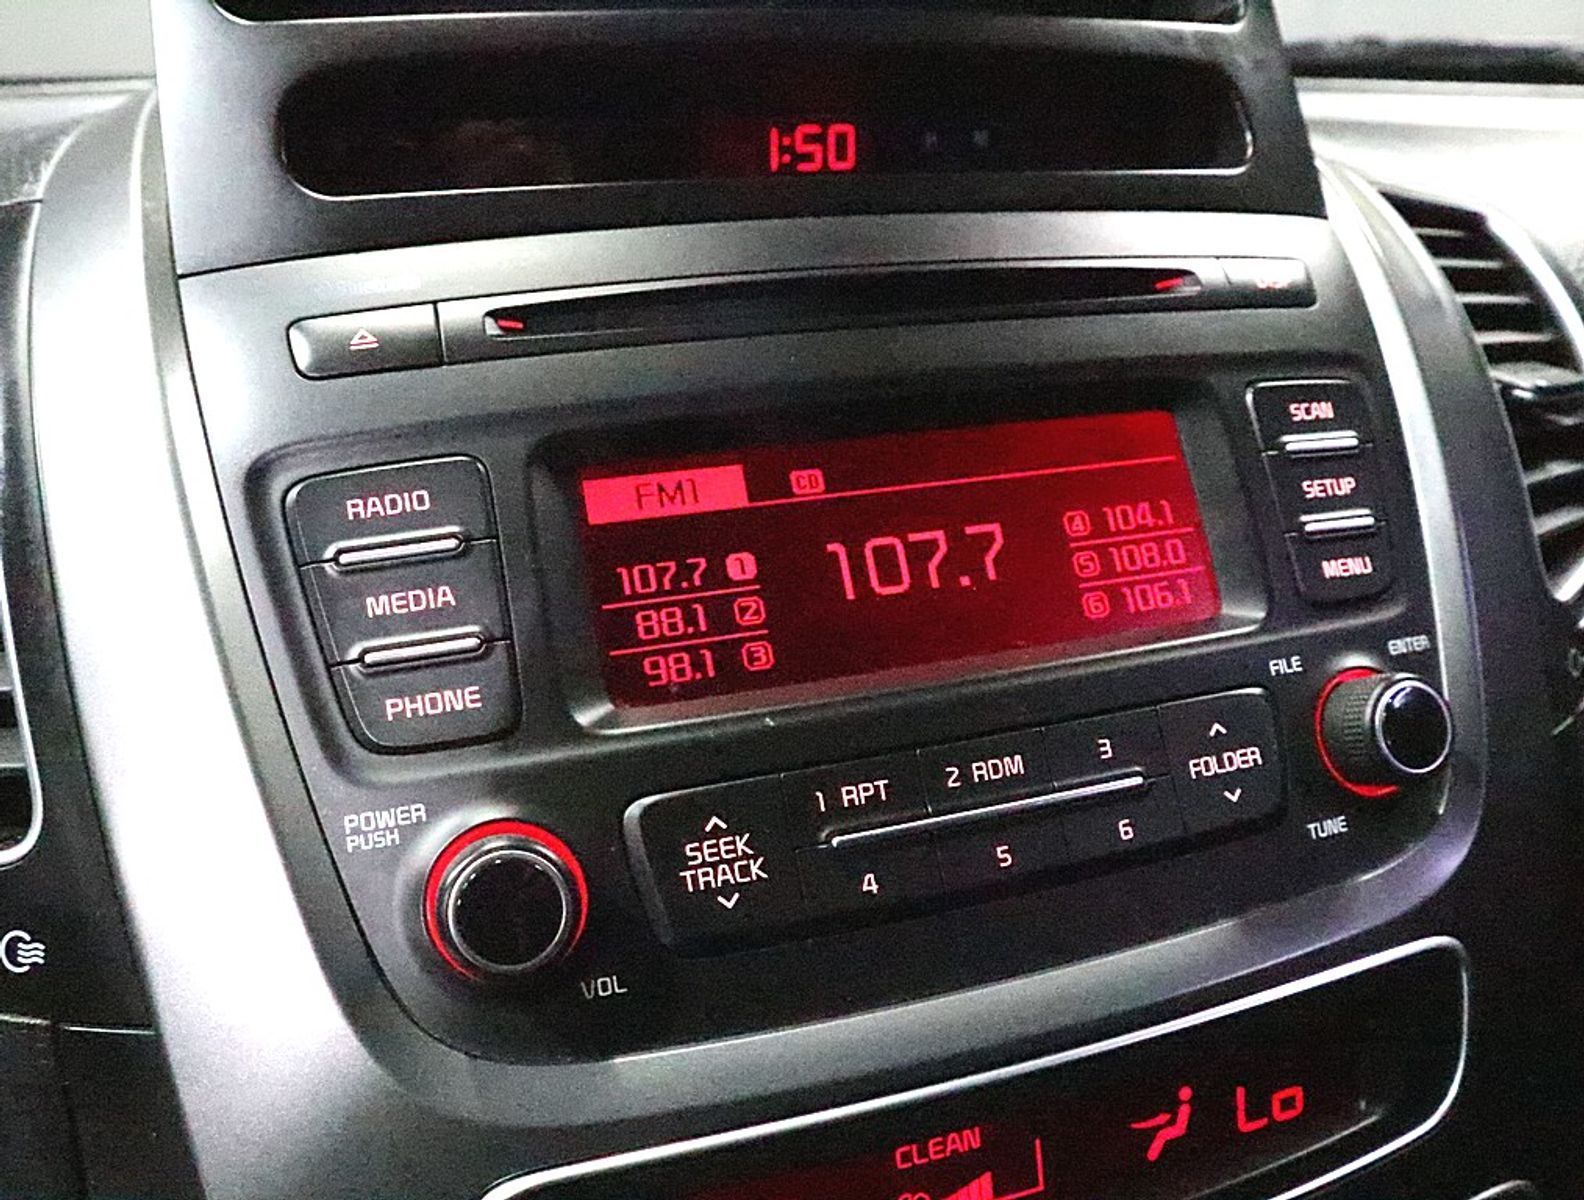 1:50
SCAN
RADIO
FM1
CD
SETUP
107.7 1
107.7
4 104.1
MEDIA
88.1 2
5 108.0
MENU
98.1 3
6 106.1
PHONE
FILE
ENTER
POWER
PUSH
SEEK
TRACK
1 RPT
2 RDM
3
FOLDER
4
5
6
TUNE
VOL
CLEAN
Lo